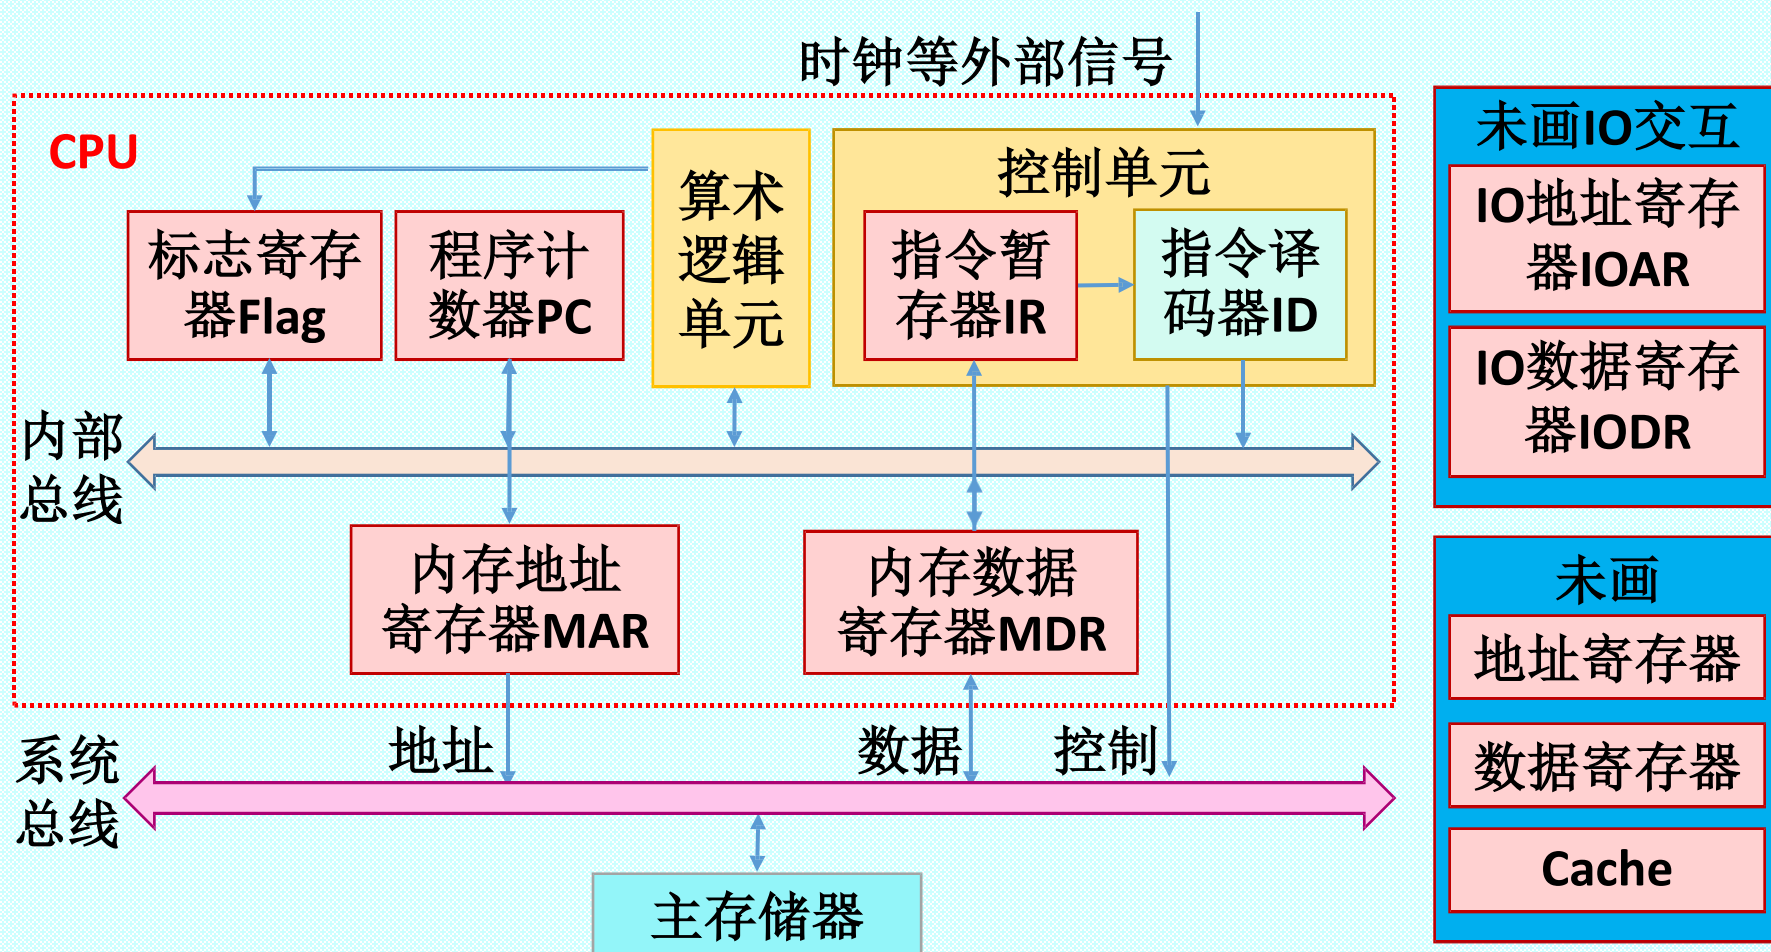 时钟等外部信号
CPU
标志寄存
器Flag
程序计
数器PC
算术
逻辑
单元
控制单元
指令暂
存器IR
指令译
码器ID
内部
总线
内存地址
寄存器MAR
内存数据
寄存器MDR
地址
数据
控制
系统
总线
主存储器
未画IO交互
IO地址寄存
器IOAR
IO数据寄存
器IODR
未画
地址寄存器
数据寄存器
Cache